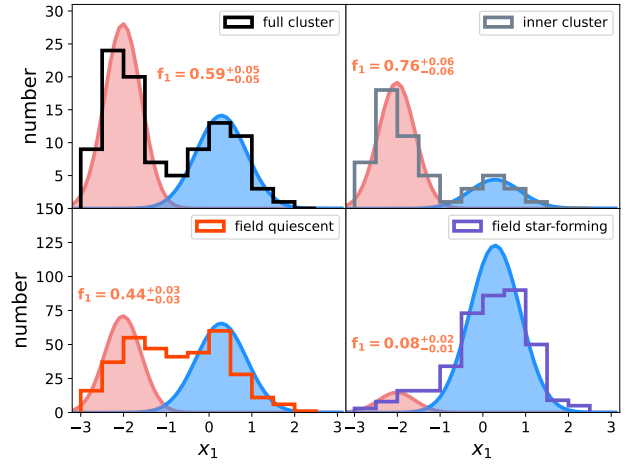 full cluster
inner cluster
f₁ = 0.59 +0.05 −0.05
f₁ = 0.76 +0.06 −0.06
number
30
25
20
15
10
5
0
field quiescent
field star-forming
f₁ = 0.44 +0.03 −0.03
f₁ = 0.08 +0.02 −0.01
number
150
125
100
75
50
25
0
−3 −2 −1 0 1 2 3
−3 −2 −1 0 1 2 3
x₁
x₁